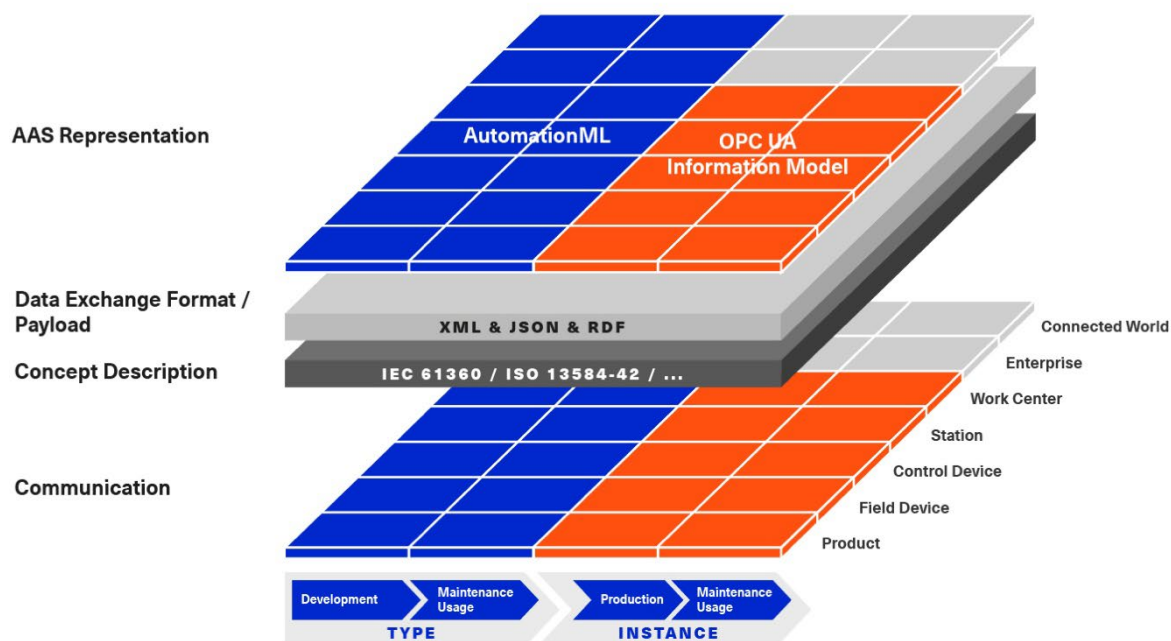 AAS Representation
AutomationML
OPC UA
Information Model
Data Exchange Format /
Payload
XML & JSON & RDF
Concept Description
IEC 61360 / ISO 13584-42 / ...
Communication
Connected World
Enterprise
Work Center
Station
Control Device
Field Device
Product
Development
Maintenance
Usage
Production
Maintenance
Usage
TYPE
INSTANCE